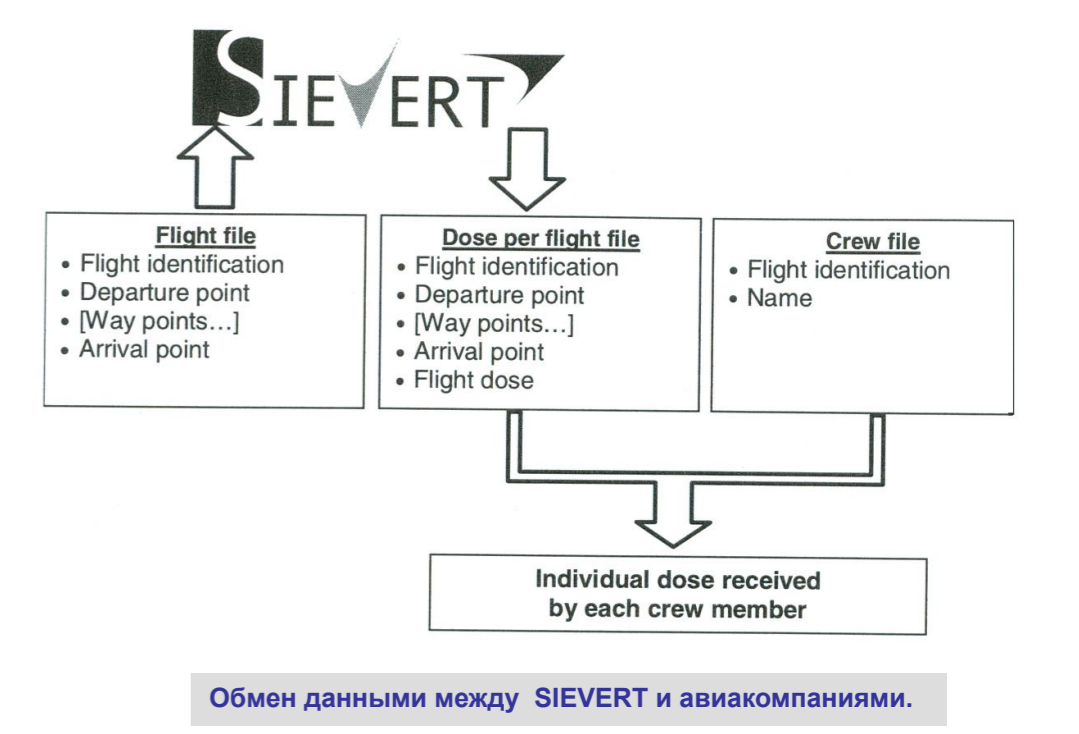 SIEVERT
Flight file
• Flight identification
• Departure point
• [Way points...]
• Arrival point
Dose per flight file
• Flight identification
• Departure point
• [Way points...]
• Arrival point
• Flight dose
Crew file
• Flight identification
• Name
Individual dose received
by each crew member
Обмен данными между SIEVERT и авиакомпаниями.